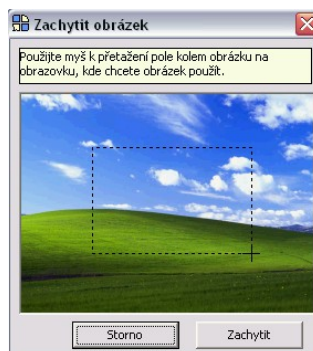 Zachytit obrázek
Použijte myš k přetažení pole kolem obrázku na
obrazovku, kde chcete obrázek použít.
Storno
Zachytit